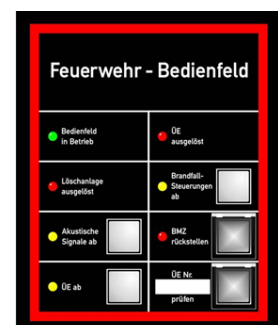 Feuerwehr - Bedienfeld
Bedienfeld
in Betrieb
ÜE
ausgelöst
Löschanlage
ausgelöst
Brandfall-
Steuerungen
ab
Akustische
Signale ab
BMZ
rückstellen
ÜE ab
ÜE Nr.
prüfen